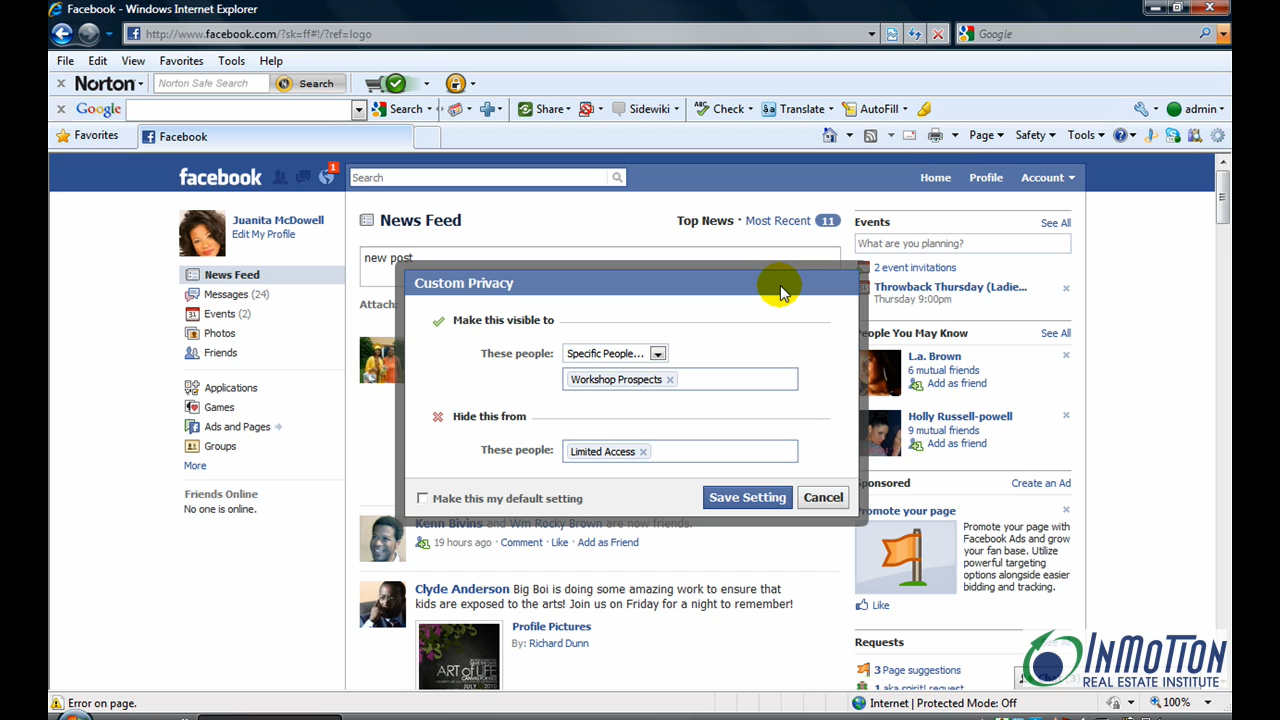 Facebook - Windows Internet Explorer
http://www.facebook.com/?sk=ff#!/?ref=logo
Google
File Edit View Favorites Tools Help
Norton Norton Safe Search Search
Google Search Share Sidewiki Check Translate AutoFill admin
Favorites Facebook Page Safety Tools
facebook 1 Search Home Profile Account
Juanita McDowell
Edit My Profile
News Feed
Messages (24)
Events (2)
Photos
Friends
Applications
Games
Ads and Pages
Groups
More
Friends Online
No one is online.
News Feed Top News · Most Recent 11
new post
Attach:
Custom Privacy
Make this visible to
These people: Specific People...
Workshop Prospects
Hide this from
These people: Limited Access
Make this my default setting Save Setting Cancel
Kenn Bivins and Wm Rocky Brown are now friends.
19 hours ago · Comment · Like · Add as Friend
Clyde Anderson Big Boi is doing some amazing work to ensure that
kids are exposed to the arts! Join us on Friday for a night to remember!
Profile Pictures
By: Richard Dunn
ART of LIFE
JULY
2010
Events See All
What are you planning?
31 2 event invitations
31 Throwback Thursday (Ladie...
Thursday 9:00pm
People You May Know See All
L.a. Brown
6 mutual friends
Add as friend
Holly Russell-powell
9 mutual friends
Add as friend
Sponsored Create an Ad
Promote your page
Promote your page with
Facebook Ads and grow
your fan base. Utilize
powerful targeting
options alongside easier
bidding and tracking.
Like
Requests
3 Page suggestions
1 aka spirit! request
INMOTION
REAL ESTATE INSTITUTE
Error on page. Internet | Protected Mode: Off 100%